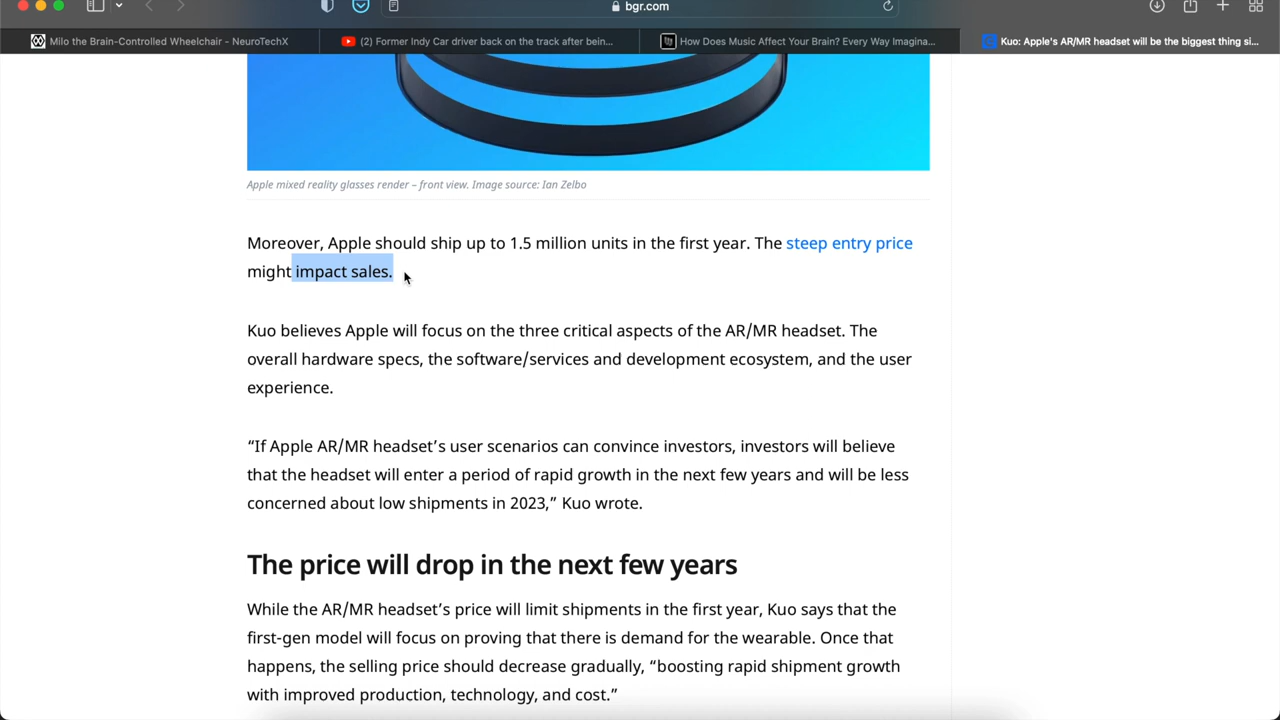 bgr.com
Milo the Brain-Controlled Wheelchair - NeuroTechX
(2) Former Indy Car driver back on the track after bein...
How Does Music Affect Your Brain? Every Way Imagina...
Kuo: Apple's AR/MR headset will be the biggest thing si...
Apple mixed reality glasses render – front view. Image source: Ian Zelbo
Moreover, Apple should ship up to 1.5 million units in the first year. The steep entry price
might impact sales.
Kuo believes Apple will focus on the three critical aspects of the AR/MR headset. The
overall hardware specs, the software/services and development ecosystem, and the user
experience.
“If Apple AR/MR headset’s user scenarios can convince investors, investors will believe
that the headset will enter a period of rapid growth in the next few years and will be less
concerned about low shipments in 2023,” Kuo wrote.
The price will drop in the next few years
While the AR/MR headset’s price will limit shipments in the first year, Kuo says that the
first-gen model will focus on proving that there is demand for the wearable. Once that
happens, the selling price should decrease gradually, “boosting rapid shipment growth
with improved production, technology, and cost.”